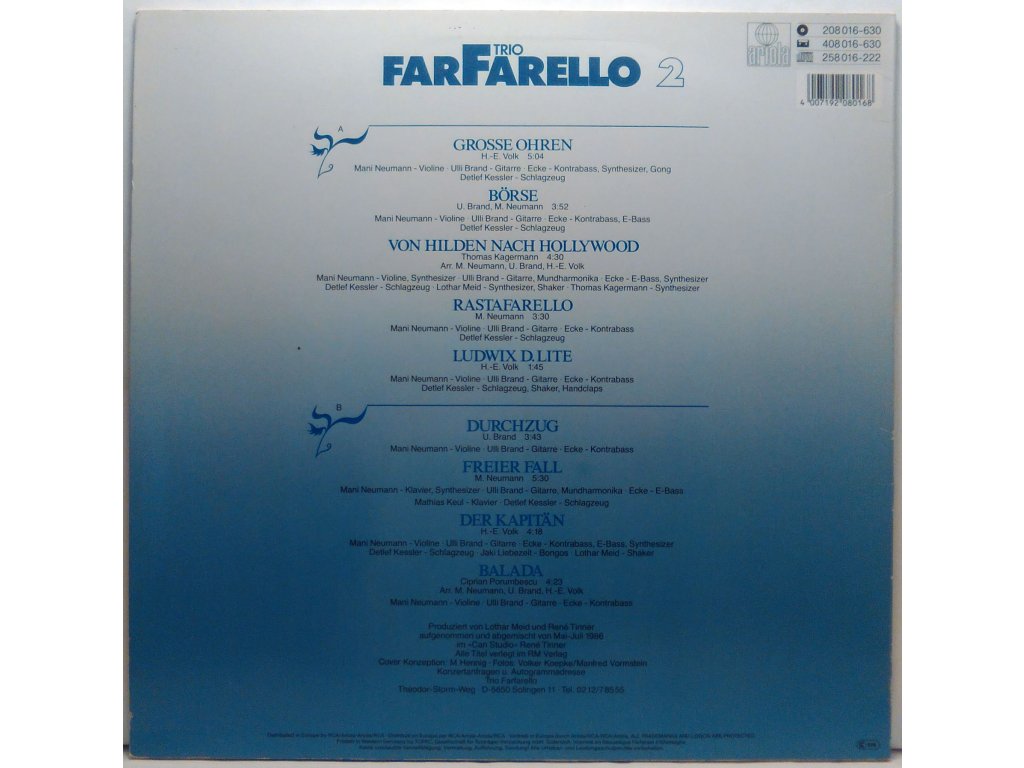 TRIO
FARFARELLO 2
ariola
208 016-630
408 016-630
258 016-222
4 007192 080168
A
GROSSE OHREN
H.-E. Volk 5:04
Mani Neumann - Violine · Ulli Brand - Gitarre · Ecke - Kontrabass, Synthesizer, Gong
Detlef Kessler - Schlagzeug
BÖRSE
U. Brand, M. Neumann 3:52
Mani Neumann - Violine · Ulli Brand - Gitarre · Ecke - Kontrabass, E-Bass
Detlef Kessler - Schlagzeug
VON HILDEN NACH HOLLYWOOD
Thomas Kagermann 4:30
Arr. M. Neumann, U. Brand, H.-E. Volk
Mani Neumann - Violine, Synthesizer · Ulli Brand - Gitarre, Mundharmonika · Ecke - E-Bass, Synthesizer
Detlef Kessler - Schlagzeug · Lothar Meid - Synthesizer, Shaker · Thomas Kagermann - Synthesizer
RASTAFARELLO
M. Neumann 3:30
Mani Neumann - Violine · Ulli Brand - Gitarre · Ecke - Kontrabass
Detlef Kessler - Schlagzeug
LUDWIX D. LITE
H.-E. Volk 1:45
Mani Neumann - Violine · Ulli Brand - Gitarre · Ecke - Kontrabass
Detlef Kessler - Schlagzeug, Shaker, Handclaps
B
DURCHZUG
U. Brand 3:43
Mani Neumann - Violine · Ulli Brand - Gitarre · Ecke - Kontrabass
FREIER FALL
M. Neumann 5:30
Mani Neumann - Klavier, Synthesizer · Ulli Brand - Gitarre, Mundharmonika · Ecke - E-Bass
Mathias Keul - Klavier · Detlef Kessler - Schlagzeug
DER KAPITÄN
H.-E. Volk 4:18
Mani Neumann - Violine · Ulli Brand - Gitarre · Ecke - Kontrabass, E-Bass, Synthesizer
Detlef Kessler - Schlagzeug · Jaki Liebezeit - Bongos · Lothar Meid - Shaker
BALADA
Ciprian Porumbescu 4:23
Arr. M. Neumann, U. Brand, H.-E. Volk
Mani Neumann - Violine · Ulli Brand - Gitarre · Ecke - Kontrabass
Produziert von Lothar Meid und René Tinner
aufgenommen und abgemischt von Mai-Juli 1986
im »Can Studio« René Tinner
Alle Titel verlegt im RM Verlag
Cover Konzeption: M. Hennig · Fotos: Volker Koepke/Manfred Vormstein
Konzertanfragen u. Autogrammadresse
Trio Farfarello
Theodor-Storm-Weg · D-5650 Solingen 11 · Tel. 0212/78555